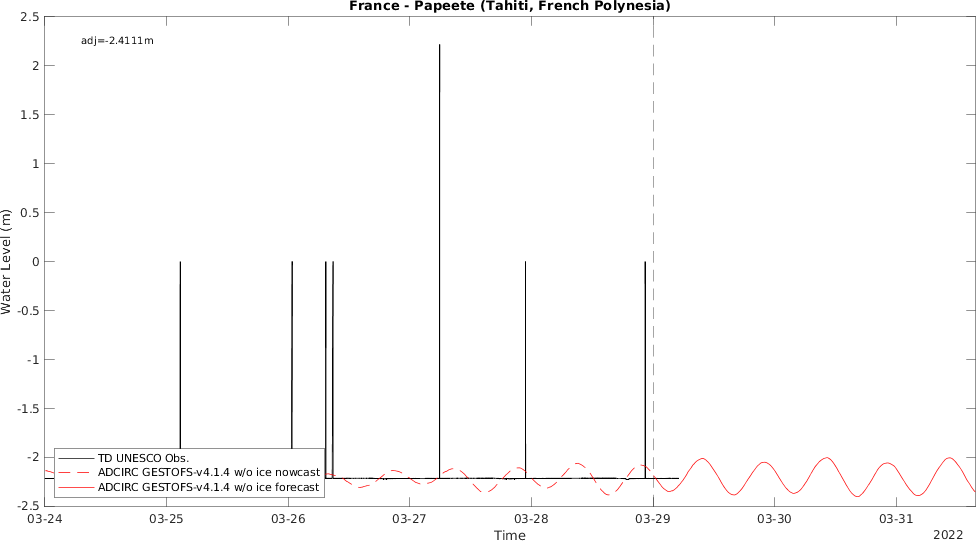 France - Papeete (Tahiti, French Polynesia)
adj=-2.4111m
2.5
2
1.5
1
0.5
0
-0.5
-1
-1.5
-2
-2.5
Water Level (m)
TD UNESCO Obs.
ADCIRC GESTOFS-v4.1.4 w/o ice nowcast
ADCIRC GESTOFS-v4.1.4 w/o ice forecast
03-24 03-25 03-26 03-27 03-28 03-29 03-30 03-31
Time
2022